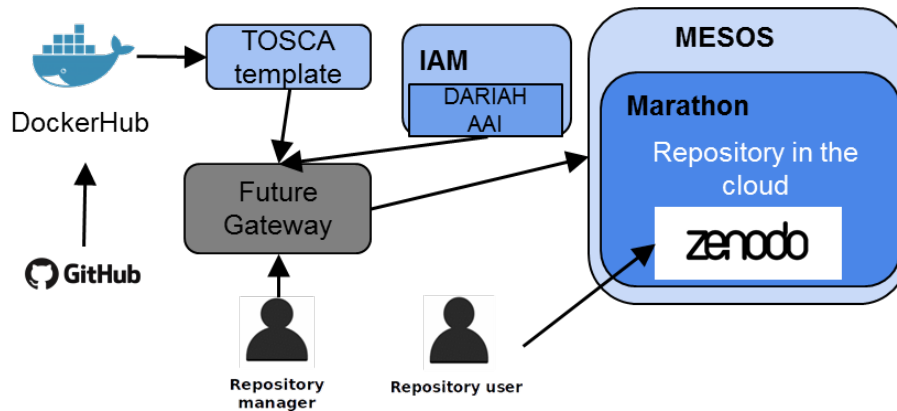 TOSCA
template
IAM
DARIAH
AAI
MESOS
Marathon
Repository in the
cloud
zenodo
DockerHub
Future
Gateway
GitHub
Repository
manager
Repository user